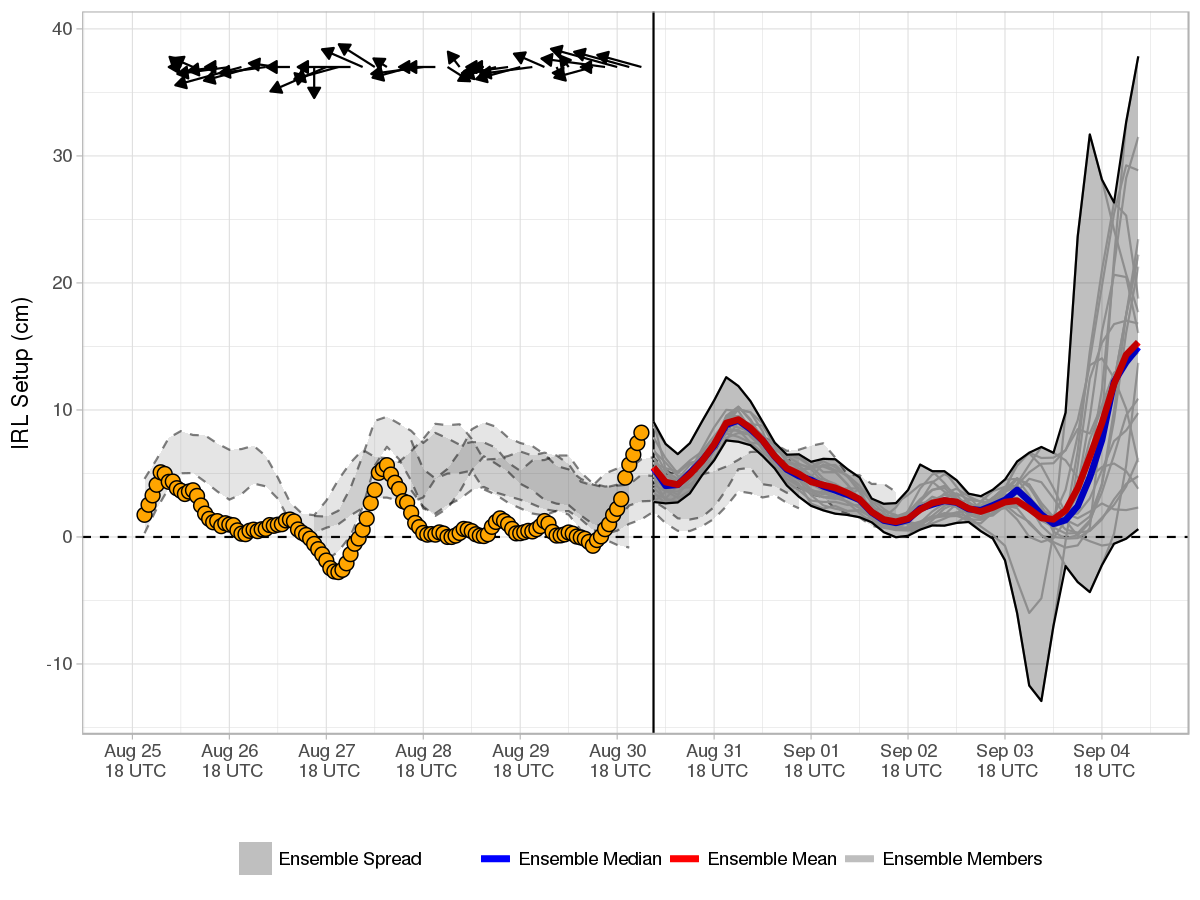 40
30
20
10
0
-10
IRL Setup (cm)
Aug 25 Aug 26 Aug 27 Aug 28 Aug 29 Aug 30 Aug 31 Sep 01 Sep 02 Sep 03 Sep 04
18 UTC 18 UTC 18 UTC 18 UTC 18 UTC 18 UTC 18 UTC 18 UTC 18 UTC 18 UTC 18 UTC
Ensemble Spread Ensemble Median Ensemble Mean Ensemble Members